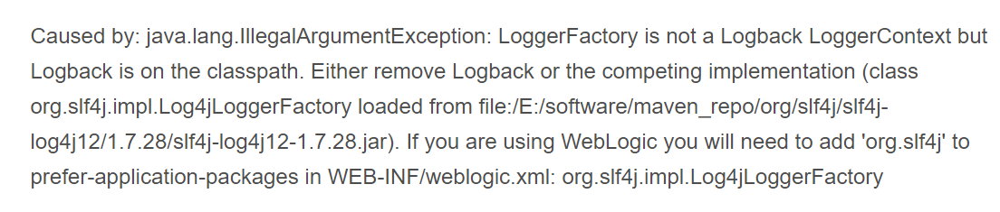 Caused by: java.lang.IllegalArgumentException: LoggerFactory is not a Logback LoggerContext but
Logback is on the classpath. Either remove Logback or the competing implementation (class
org.slf4j.impl.Log4jLoggerFactory loaded from file:/E:/software/maven_repo/org/slf4j/slf4j-
log4j12/1.7.28/slf4j-log4j12-1.7.28.jar). If you are using WebLogic you will need to add 'org.slf4j' to
prefer-application-packages in WEB-INF/weblogic.xml: org.slf4j.impl.Log4jLoggerFactory